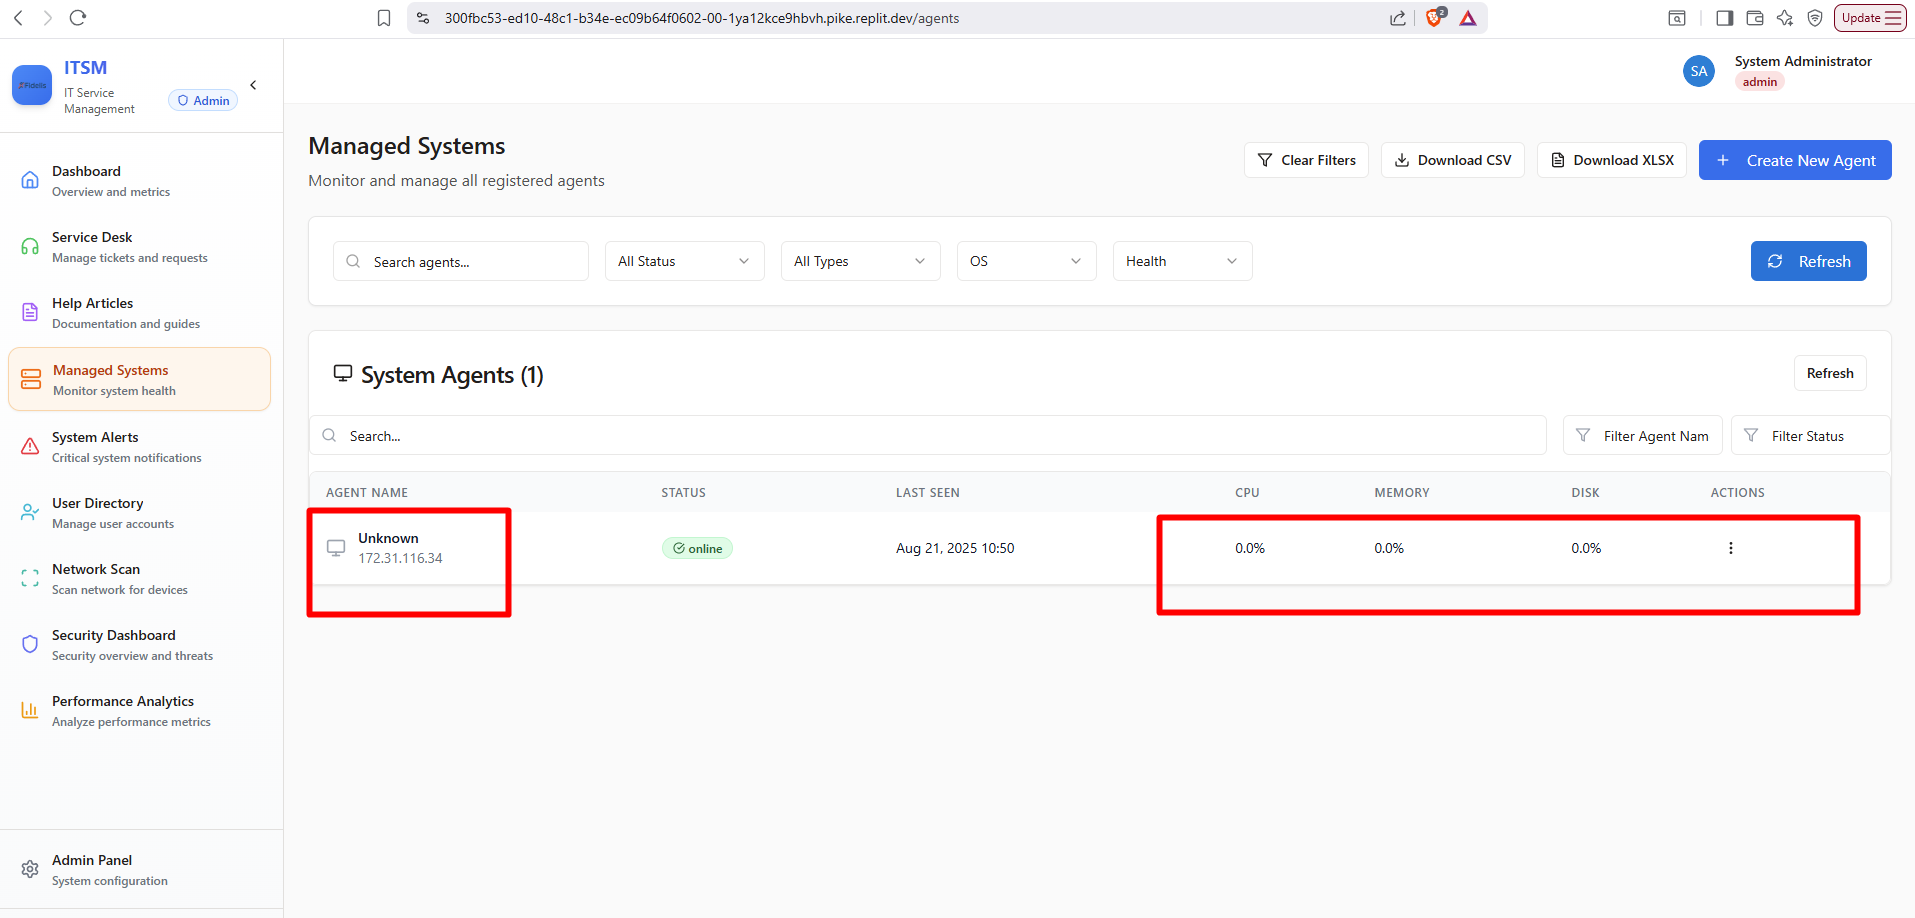 300fbc53-ed10-48c1-b34e-ec09b64f0602-00-1ya12kce9hbvh.pike.replit.dev/agents
2
Update
Fidelis
ITSM
IT Service
Management
Admin
SA
System Administrator
admin
Dashboard
Overview and metrics
Service Desk
Manage tickets and requests
Help Articles
Documentation and guides
Managed Systems
Monitor system health
System Alerts
Critical system notifications
User Directory
Manage user accounts
Network Scan
Scan network for devices
Security Dashboard
Security overview and threats
Performance Analytics
Analyze performance metrics
Admin Panel
System configuration
Managed Systems
Monitor and manage all registered agents
Clear Filters
Download CSV
Download XLSX
+ Create New Agent
Search agents...
All Status
All Types
OS
Health
Refresh
System Agents (1)
Refresh
Search...
Filter Agent Nam
Filter Status
AGENT NAME STATUS LAST SEEN CPU MEMORY DISK ACTIONS
Unknown
172.31.116.34
online
Aug 21, 2025 10:50
0.0% 0.0% 0.0%